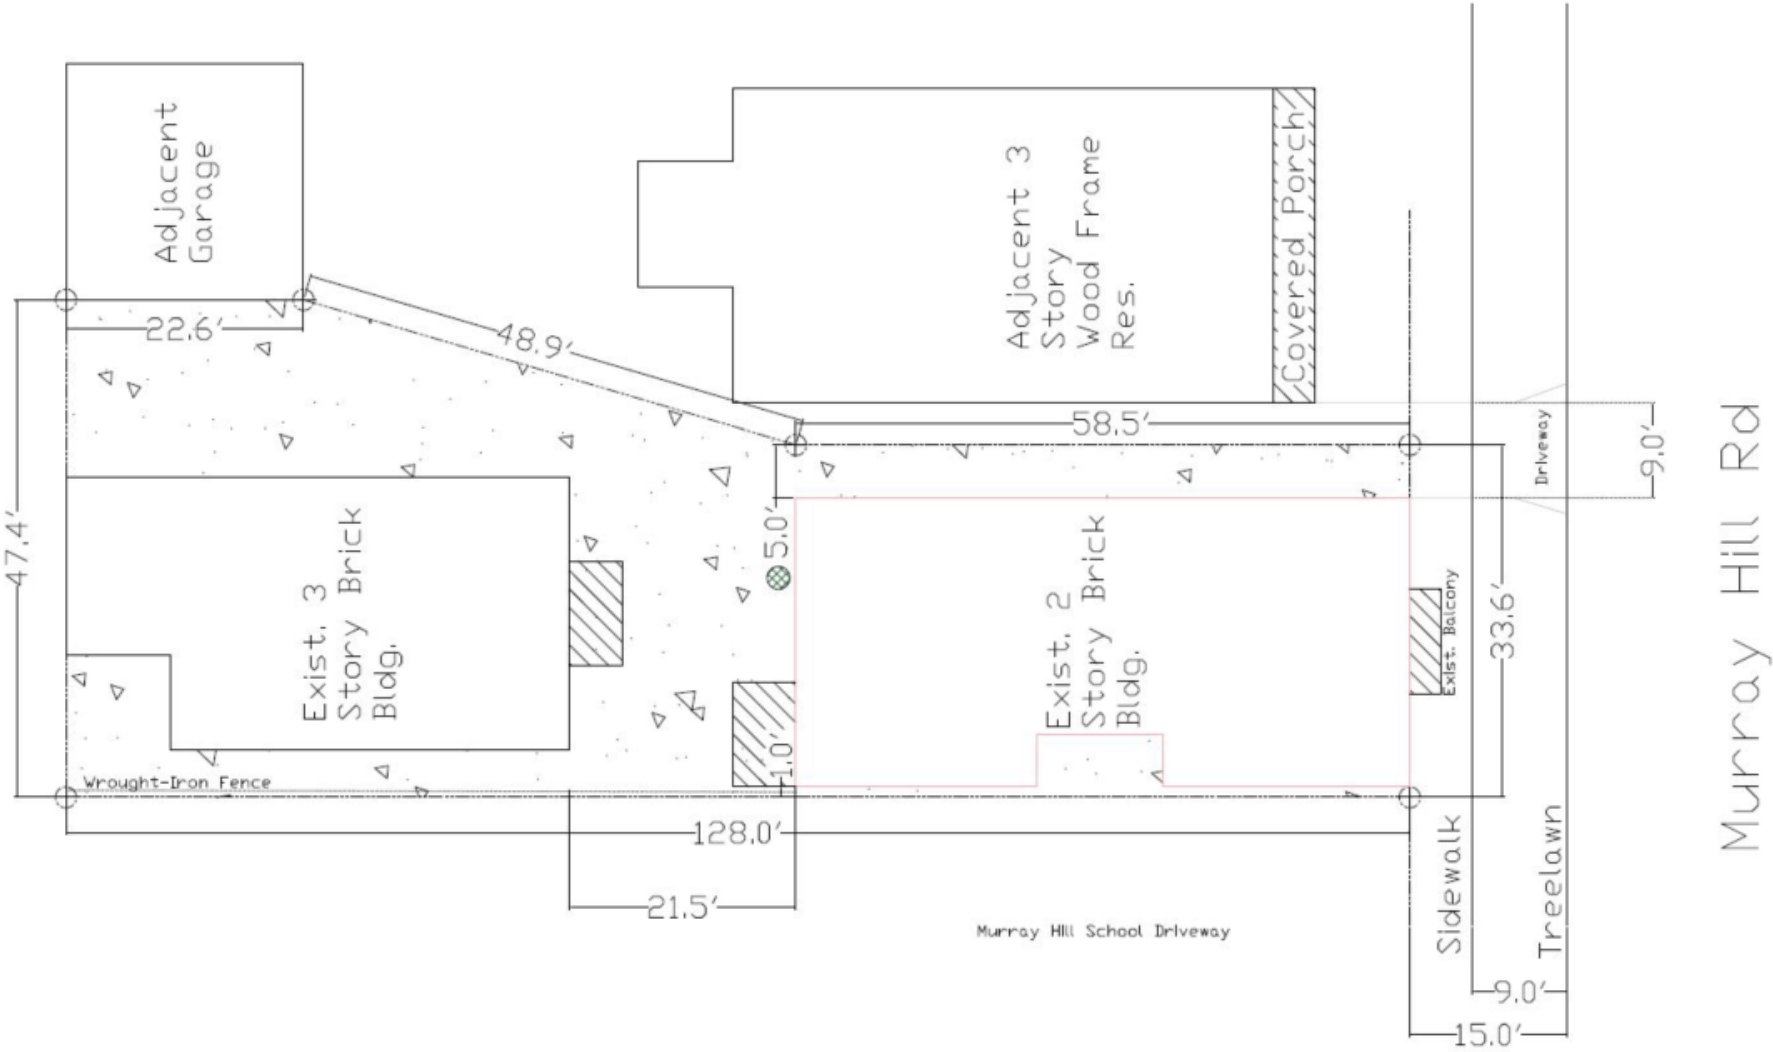 Adjacent
Garage
Adjacent 3
Story
Wood Frame
Res.
Covered Porch
22.6'
48.9'
58.5'
Driveway
9.0'
47.4'
Exist. 3
Story Brick
Bldg.
5.0'
Exist. 2
Story Brick
Bldg.
Exist. Balcony
33.6'
Murray Hill Rd
1.0'
Wrought-Iron Fence
128.0'
21.5'
Murray Hill School Driveway
Sidewalk
Treelawn
9.0'
15.0'